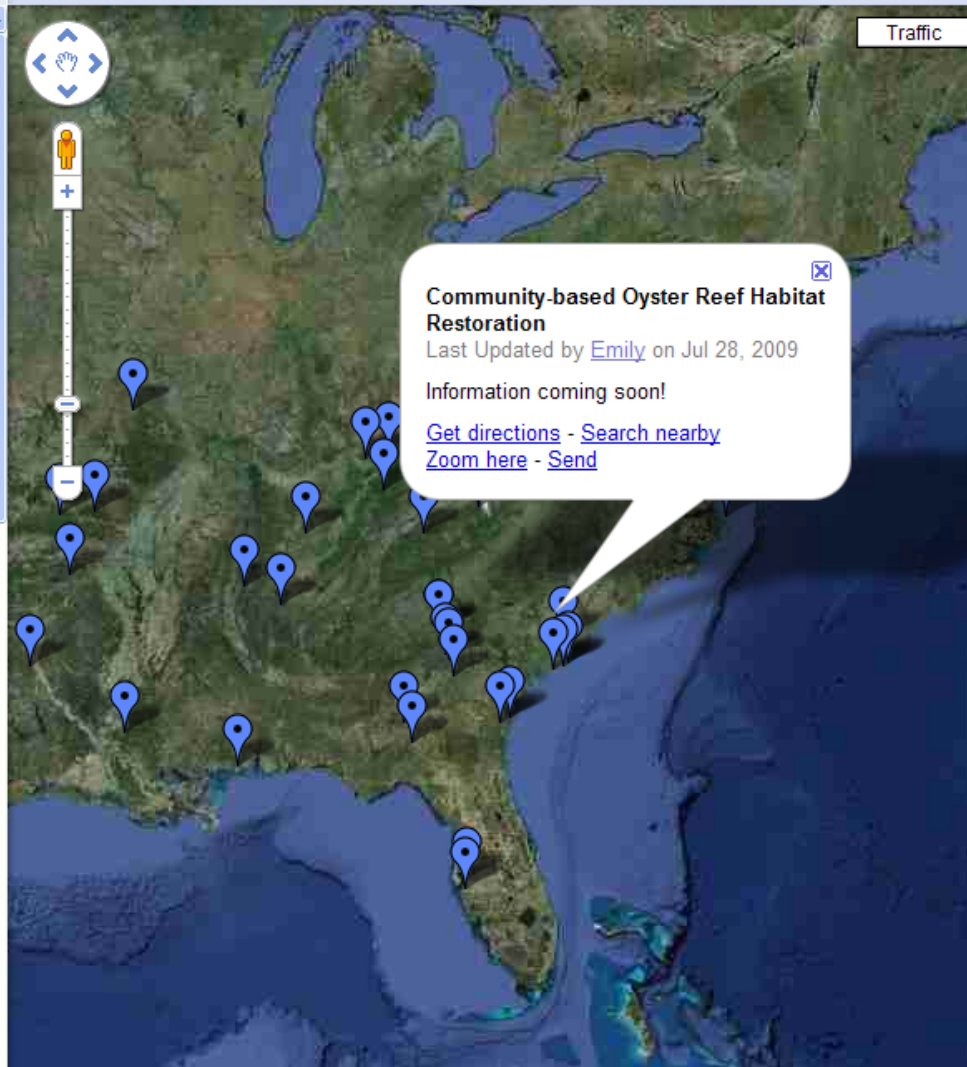 Traffic
Community-based Oyster Reef Habitat
Restoration
Last Updated by Emily on Jul 28, 2009
Information coming soon!
Get directions - Search nearby
Zoom here - Send